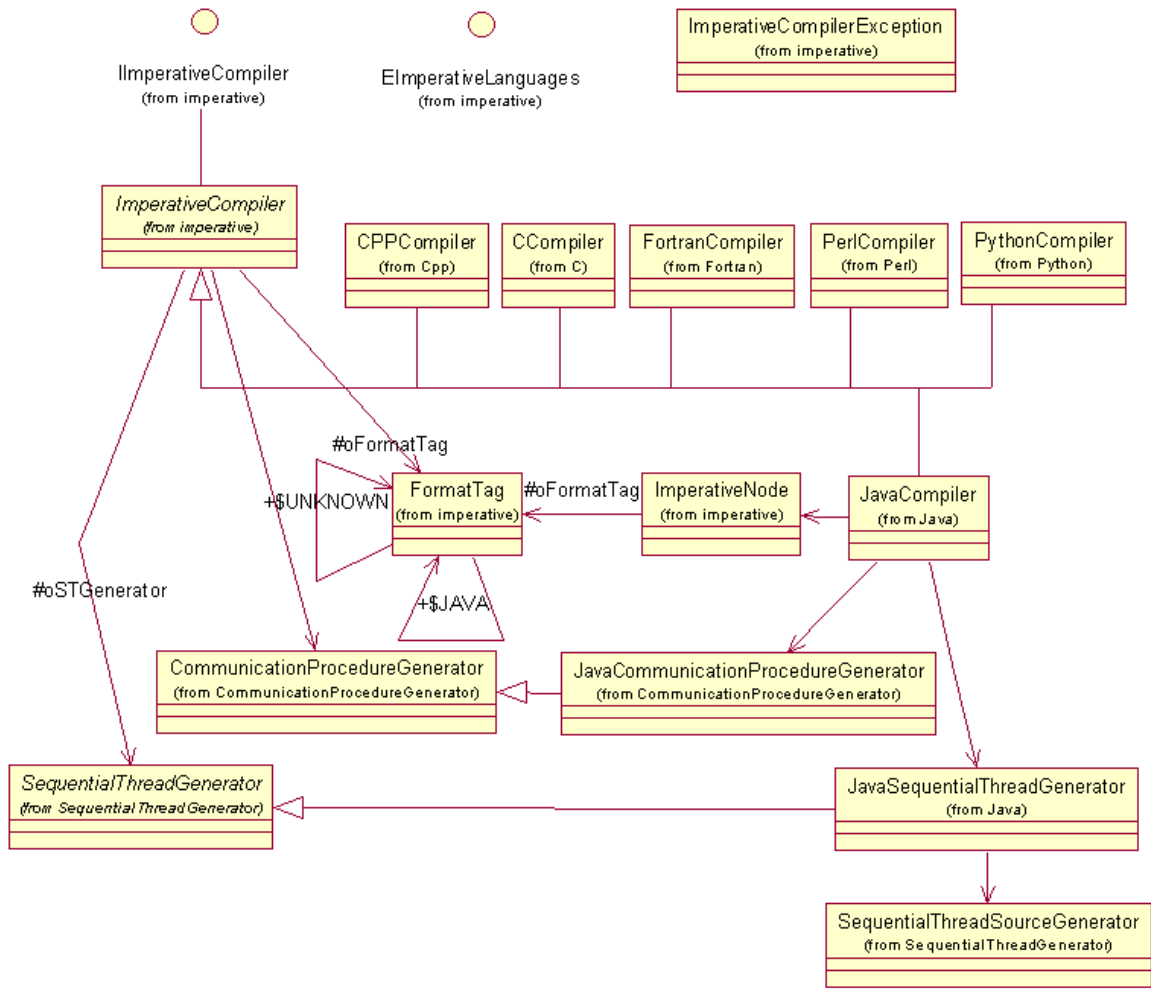 IImperativeCompiler
(from imperative)
EImperativeLanguages
(from imperative)
ImperativeCompilerException
(from imperative)
ImperativeCompiler
(from imperative)
CPPCompiler
(from Cpp)
CCompiler
(from C)
FortranCompiler
(from Fortran)
PerlCompiler
(from Perl)
PythonCompiler
(from Python)
#oFormatTag
+$UNKNOWN
FormatTag
(from imperative)
#oFormatTag
ImperativeNode
(from imperative)
JavaCompiler
(from Java)
#oSTGenerator
+$JAVA
CommunicationProcedureGenerator
(from CommunicationProcedureGenerator)
JavaCommunicationProcedureGenerator
(from CommunicationProcedureGenerator)
SequentialThreadGenerator
(from SequentialThreadGenerator)
JavaSequentialThreadGenerator
(from Java)
SequentialThreadSourceGenerator
(from SequentialThreadGenerator)